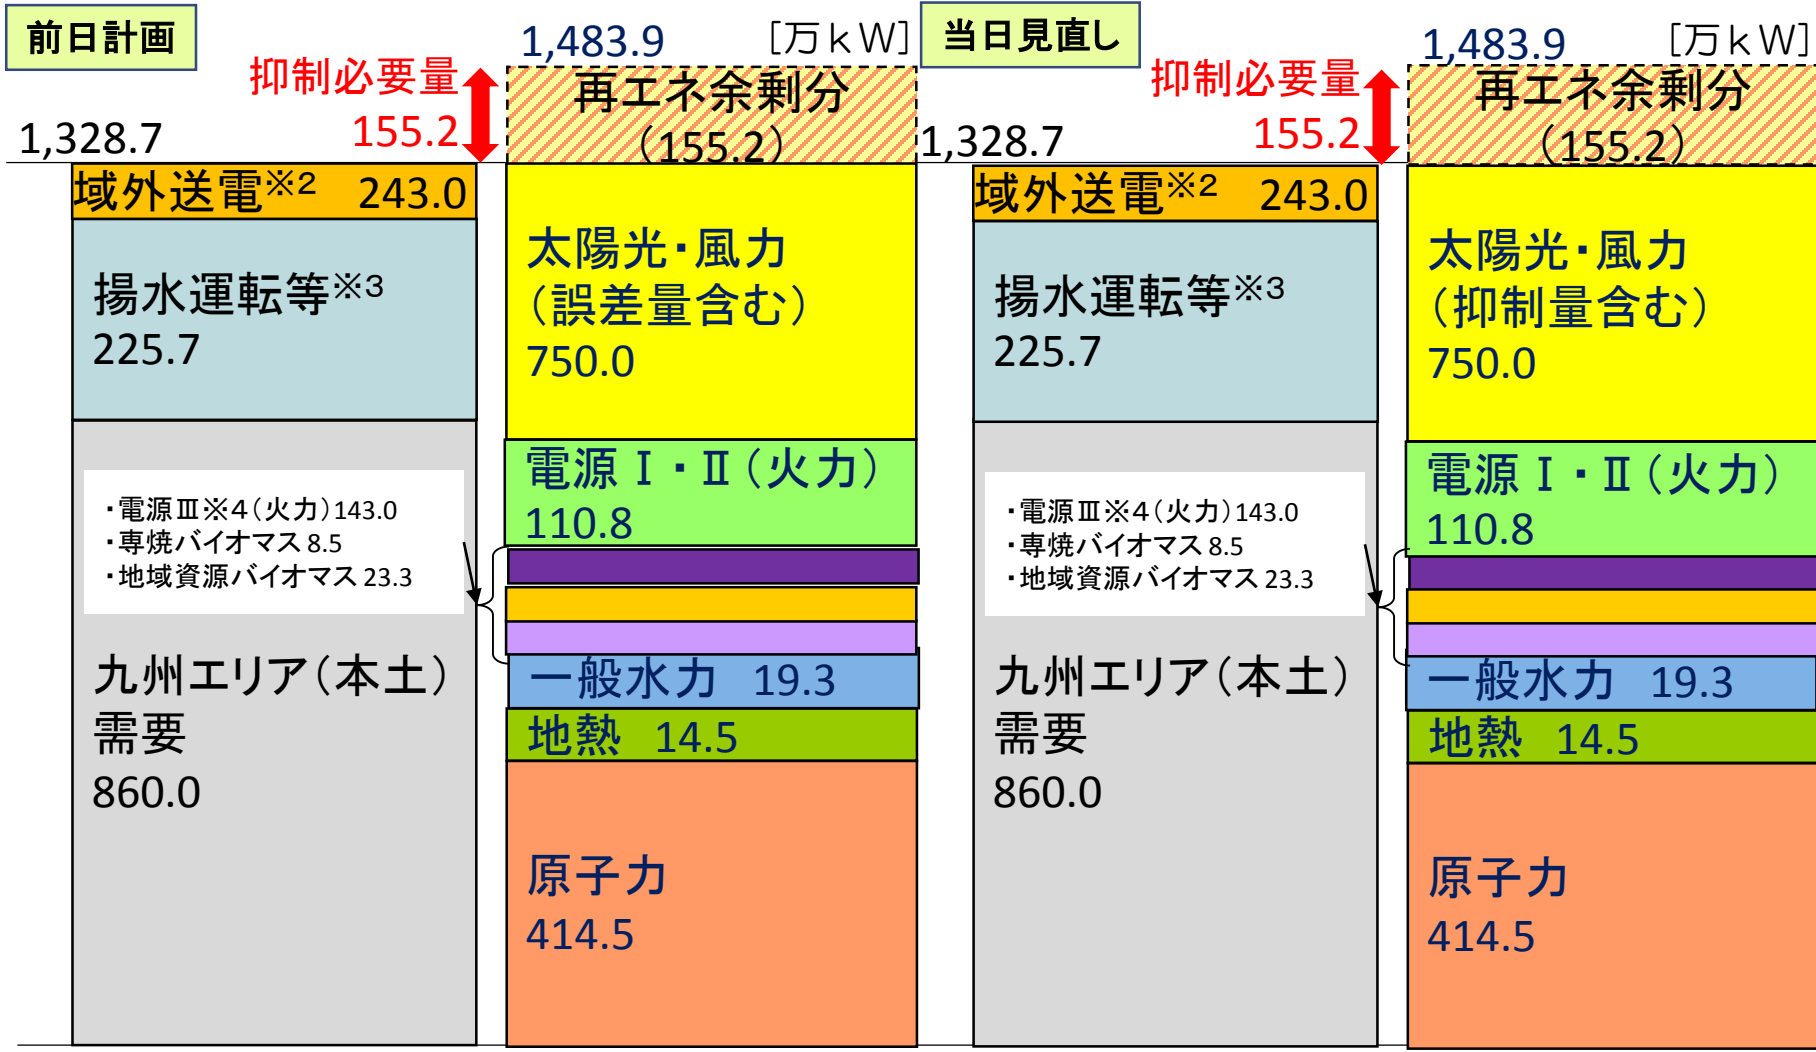 前日計画
1,483.9
[万kW]
抑制必要量
155.2
再エネ余剰分
(155.2)
1,328.7
域外送電※2 243.0
揚水運転等※3
225.7
・電源Ⅲ※4(火力)143.0
・専焼バイオマス 8.5
・地域資源バイオマス 23.3
九州エリア(本土)
需要
860.0
太陽光・風力
(誤差量含む)
750.0
電源Ⅰ・Ⅱ(火力)
110.8
一般水力 19.3
地熱 14.5
原子力
414.5
当日見直し
1,483.9
[万kW]
抑制必要量
155.2
再エネ余剰分
(155.2)
1,328.7
域外送電※2 243.0
揚水運転等※3
225.7
・電源Ⅲ※4(火力)143.0
・専焼バイオマス 8.5
・地域資源バイオマス 23.3
九州エリア(本土)
需要
860.0
太陽光・風力
(抑制量含む)
750.0
電源Ⅰ・Ⅱ(火力)
110.8
一般水力 19.3
地熱 14.5
原子力
414.5